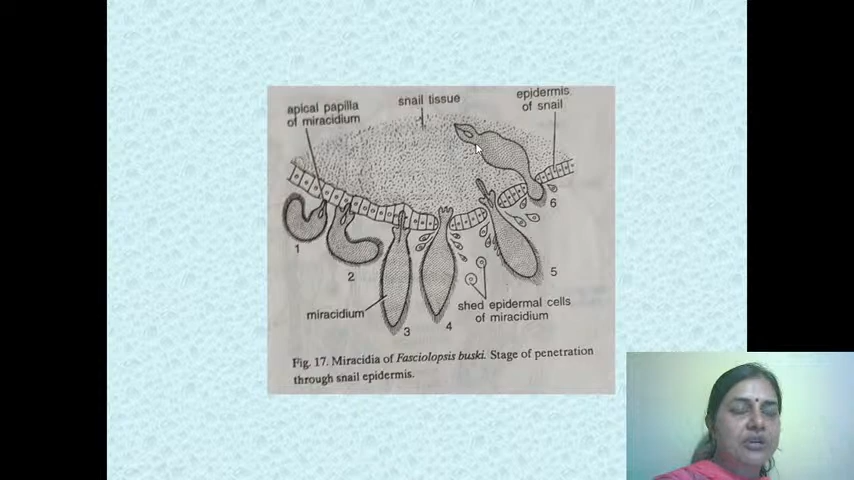 apical papilla
of miracidium
snail tissue
epidermis
of snail
1
2
3
4
5
6
miracidium
shed epidermal cells
of miracidium
Fig. 17. Miracidia of Fasciolopsis buski. Stage of penetration
through snail epidermis.